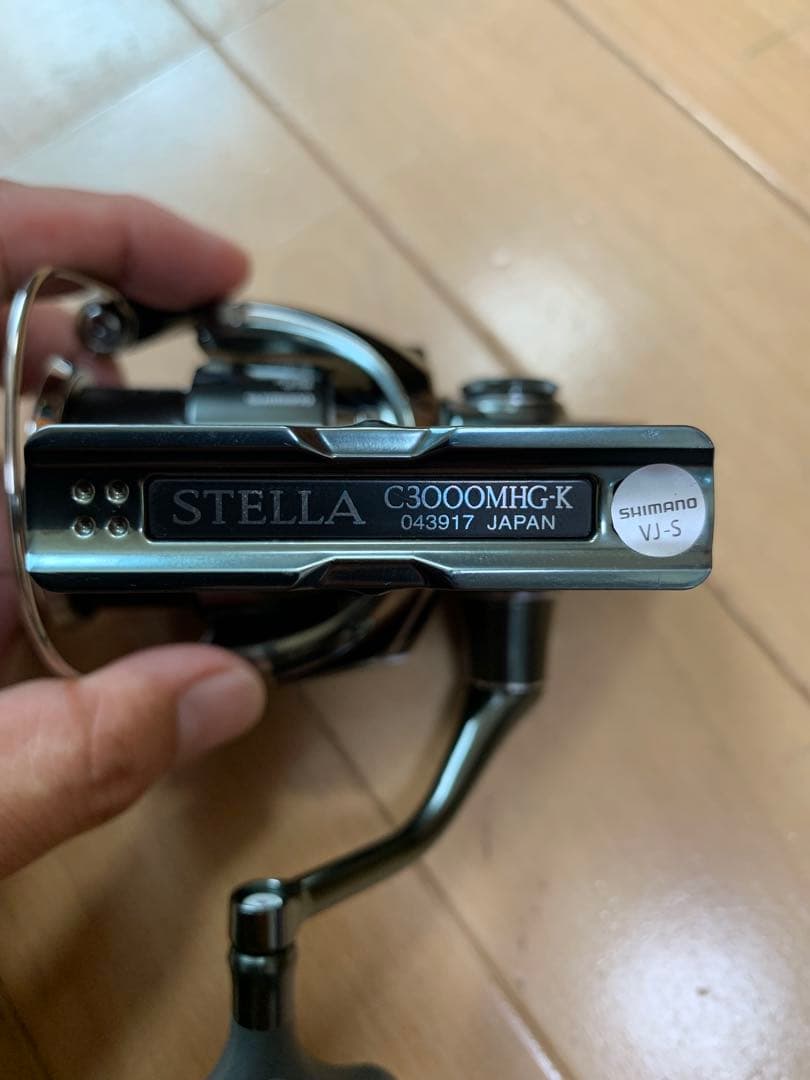 STELLA C3000MHG-K
043917 JAPAN
SHIMANO
VJ-S